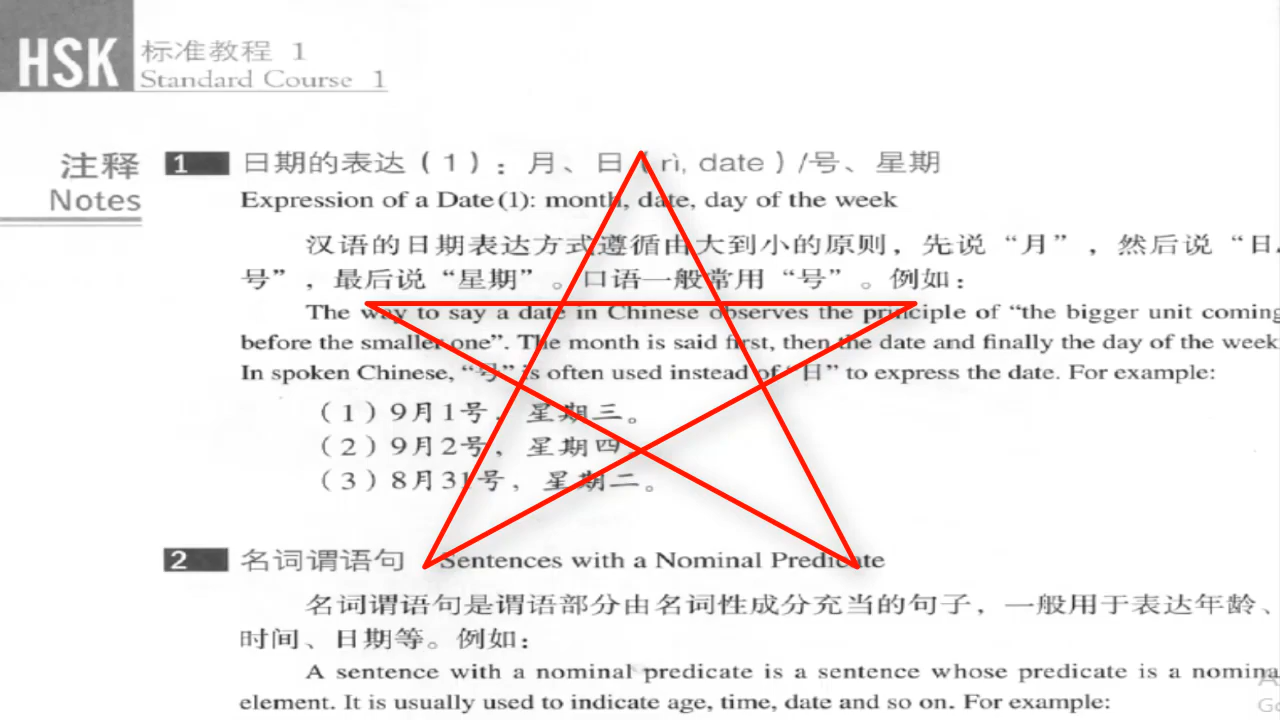 HSK 标准教程 1
Standard Course 1
注释
Notes
1 日期的表达（1）：月、日（rì, date）/号、星期
Expression of a Date(1): month, date, day of the week
汉语的日期表达方式遵循由大到小的原则，先说“月”，然后说“日
号”，最后说“星期”。口语一般常用“号”。例如：
The way to say a date in Chinese observes the principle of “the bigger unit coming
before the smaller one”. The month is said first, then the date and finally the day of the week
In spoken Chinese, “号” is often used instead of “日” to express the date. For example:
（1）9月1号，星期三。
（2）9月2号，星期四。
（3）8月31号，星期二。
2 名词谓语句 Sentences with a Nominal Predicate
名词谓语句是谓语部分由名词性成分充当的句子，一般用于表达年龄、
时间、日期等。例如：
A sentence with a nominal predicate is a sentence whose predicate is a nomina
element. It is usually used to indicate age, time, date and so on. For example: